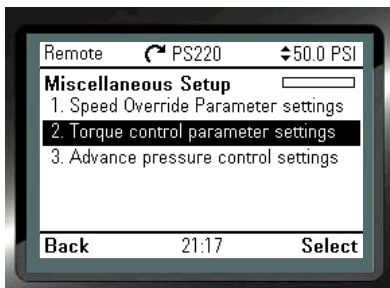 Remote PS220 50.0 PSI
Miscellaneous Setup
1. Speed Override Parameter settings
2. Torque control parameter settings
3. Advance pressure control settings
Back 21:17 Select